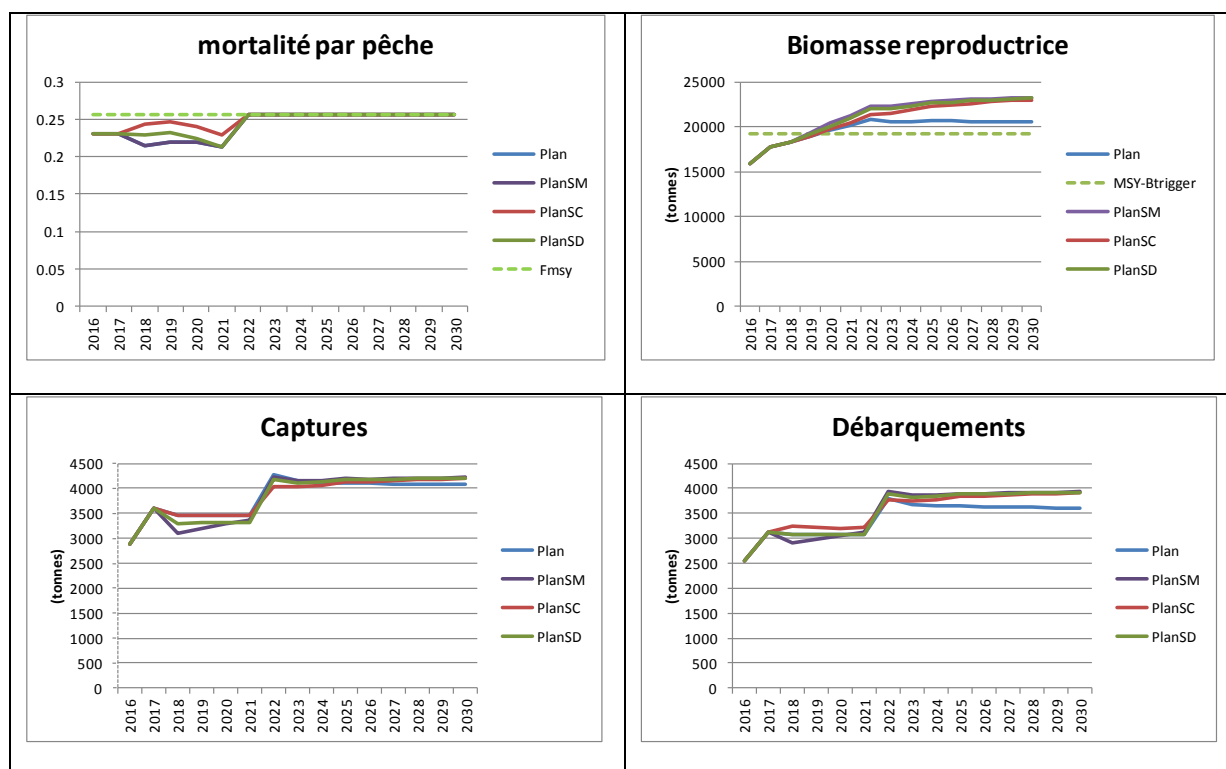 mortalité par pêche
0.3
0.25
0.2
0.15
0.1
0.05
0
2016 2017 2018 2019 2020 2021 2022 2023 2024 2025 2026 2027 2028 2029 2030
Plan
PlanSM
PlanSC
PlanSD
Fmsy
Biomasse reproductrice
(tonnes)
25000
20000
15000
10000
5000
0
2016 2017 2018 2019 2020 2021 2022 2023 2024 2025 2026 2027 2028 2029 2030
Plan
MSY-Btrigger
PlanSM
PlanSC
PlanSD
Captures
(tonnes)
4500
4000
3500
3000
2500
2000
1500
1000
500
0
2016 2017 2018 2019 2020 2021 2022 2023 2024 2025 2026 2027 2028 2029 2030
Plan
PlanSM
PlanSC
PlanSD
Débarquements
(tonnes)
4500
4000
3500
3000
2500
2000
1500
1000
500
0
2016 2017 2018 2019 2020 2021 2022 2023 2024 2025 2026 2027 2028 2029 2030
Plan
PlanSM
PlanSC
PlanSD